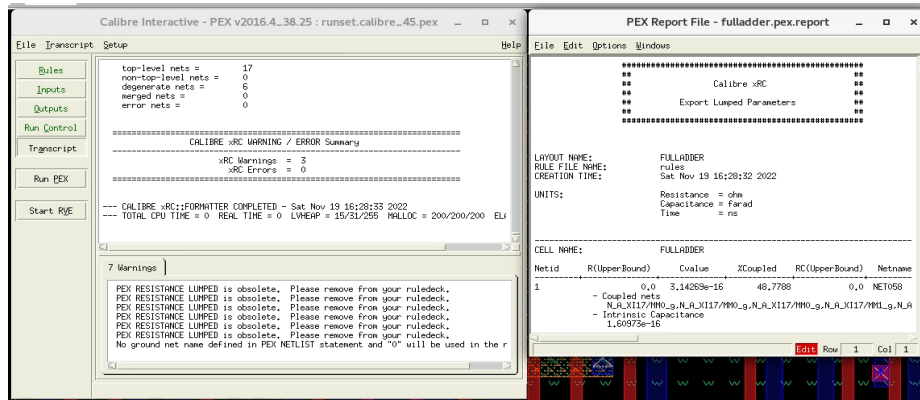 Calibre Interactive - PEX v2016.4_38.25 : runset.calibre_45.pex
File Transcript Setup Help
Rules
Inputs
Outputs
Run Control
Transcript
Run PEX
Start RVE
top-level nets = 17
non-top-level nets = 0
degenerate nets = 6
merged nets = 0
error nets = 0
CALIBRE xRC WARNING / ERROR Summary
xRC Warnings = 3
xRC Errors = 0
--- CALIBRE xRC::FORMATTER COMPLETED - Sat Nov 19 16:28:33 2022
--- TOTAL CPU TIME = 0 REAL TIME = 0 LVHEAP = 15/31/255 MALLOC = 200/200/200 EL
7 Warnings
PEX RESISTANCE LUMPED is obsolete. Please remove from your ruledeck.
PEX RESISTANCE LUMPED is obsolete. Please remove from your ruledeck.
PEX RESISTANCE LUMPED is obsolete. Please remove from your ruledeck.
PEX RESISTANCE LUMPED is obsolete. Please remove from your ruledeck.
PEX RESISTANCE LUMPED is obsolete. Please remove from your ruledeck.
PEX RESISTANCE LUMPED is obsolete. Please remove from your ruledeck.
No ground net name defined in PEX NETLIST statement and "0" will be used in the r
PEX Report File - fulladder.pex.report
File Edit Options Windows
##################################################
## ##
## Calibre xRC ##
## ##
## Export Lumped Parameters ##
## ##
##################################################
LAYOUT NAME: FULLADDER
RULE FILE NAME: rules
CREATION TIME: Sat Nov 19 16:28:32 2022
UNITS: Resistance = ohm
Capacitance = farad
Time = ns
CELL NAME: FULLADDER
Netid R(UpperBound) Cvalue %Coupled RC(UpperBound) Netname
1 0.0 3.14269e-16 48.7788 0.0 NET058
- Coupled nets
N_A_XI17/MM0_g,N_A_XI17/MM0_g,N_A_XI17/MM1_g,N_A
- Intrinsic Capacitance
1.60973e-16
Edit Row 1 Col 1